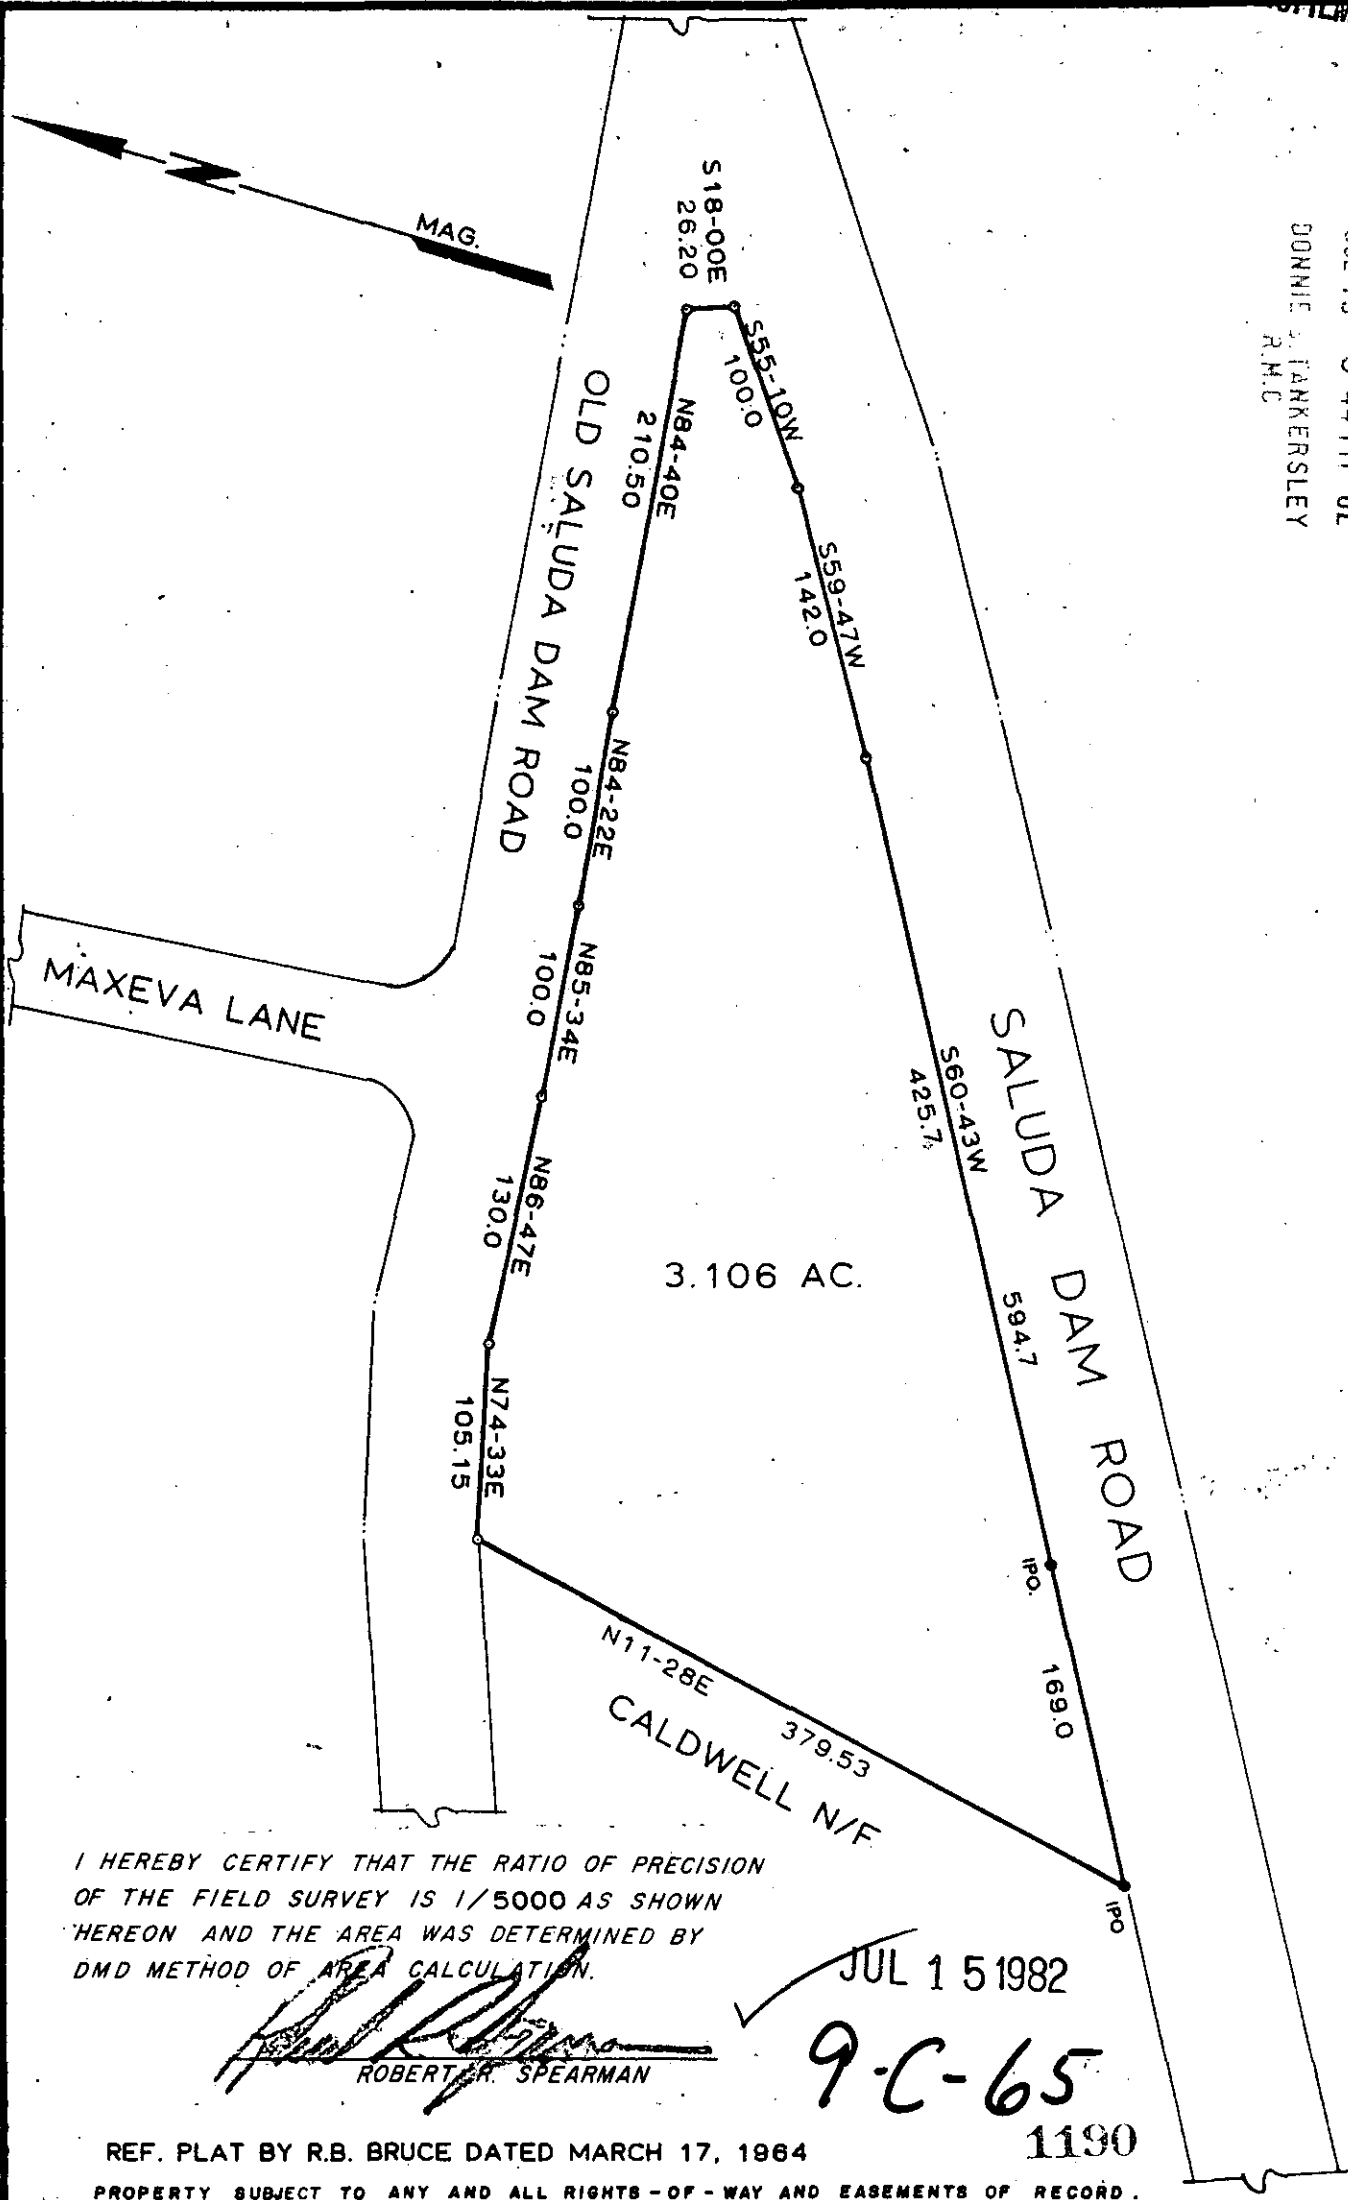 DONNIE S. TANKERSLEY
R.M.C
MAG.
N
S18-00E
26.20
S55-10W
100.0
N84-40E
210.50
OLD SALUDA DAM ROAD
S59-47W
142.0
N84-22E
100.0
N85-34E
100.0
MAXEVA LANE
SALUDA DAM ROAD
S60-43W
425.7
N86-47E
130.0
3.106 AC.
594.7
N74-33E
105.15
IPO.
169.0
N11-28E
379.53
CALDWELL N/F
IPO
I HEREBY CERTIFY THAT THE RATIO OF PRECISION
OF THE FIELD SURVEY IS 1/5000 AS SHOWN
HEREON AND THE AREA WAS DETERMINED BY
DMD METHOD OF AREA CALCULATION.
JUL 15 1982
ROBERT R. SPEARMAN
9-C-65
1190
REF. PLAT BY R.B. BRUCE DATED MARCH 17, 1964
PROPERTY SUBJECT TO ANY AND ALL RIGHTS-OF-WAY AND EASEMENTS OF RECORD.